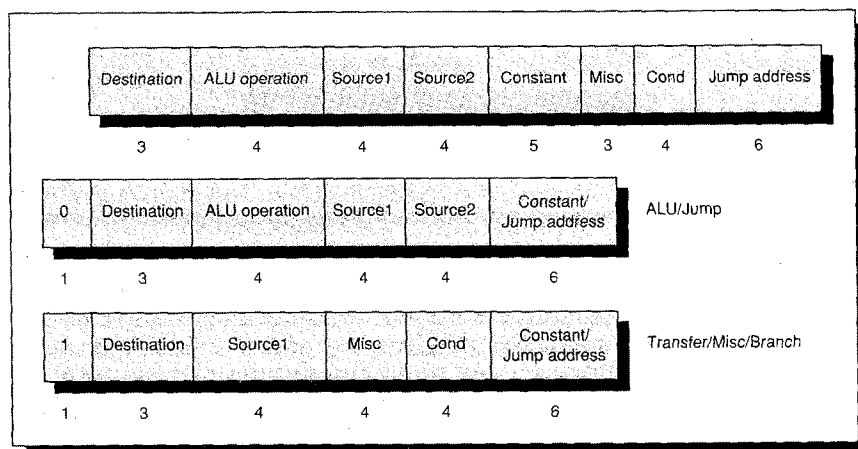 Destination ALU operation Source1 Source2 Constant Misc Cond Jump address
3 4 4 4 5 3 4 6
0 Destination ALU operation Source1 Source2 Constant/
Jump address
ALU/Jump
1 3 4 4 4 6
1 Destination Source1 Misc Cond Constant/
Jump address
Transfer/Misc/Branch
1 3 4 4 4 6